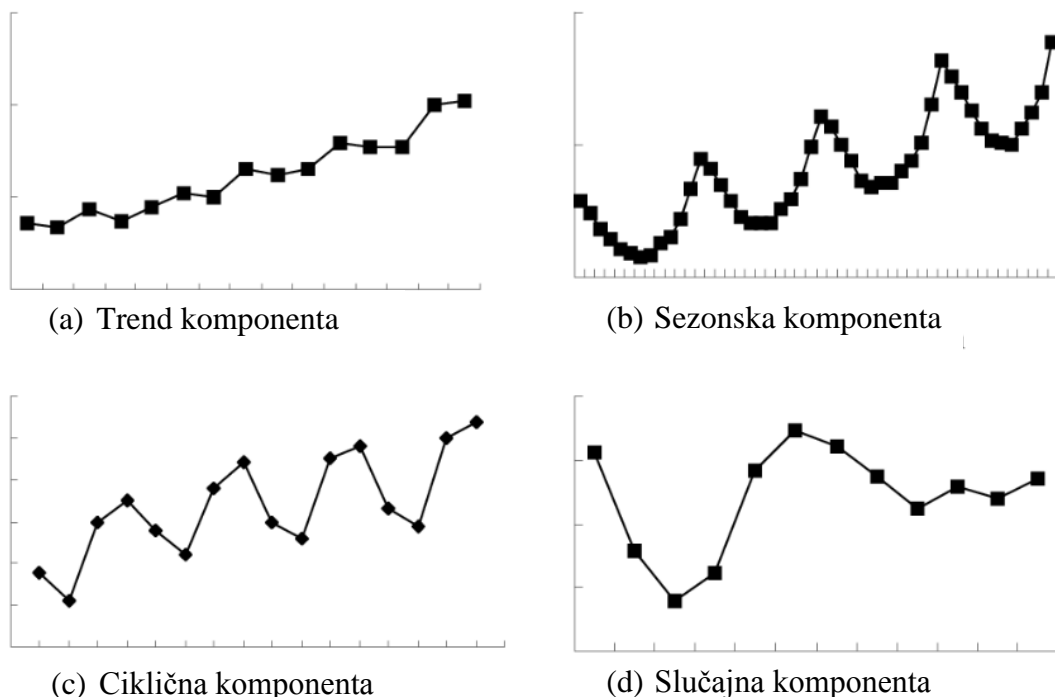 (a) Trend komponenta
(b) Sezonska komponenta
(c) Ciklična komponenta
(d) Slučajna komponenta